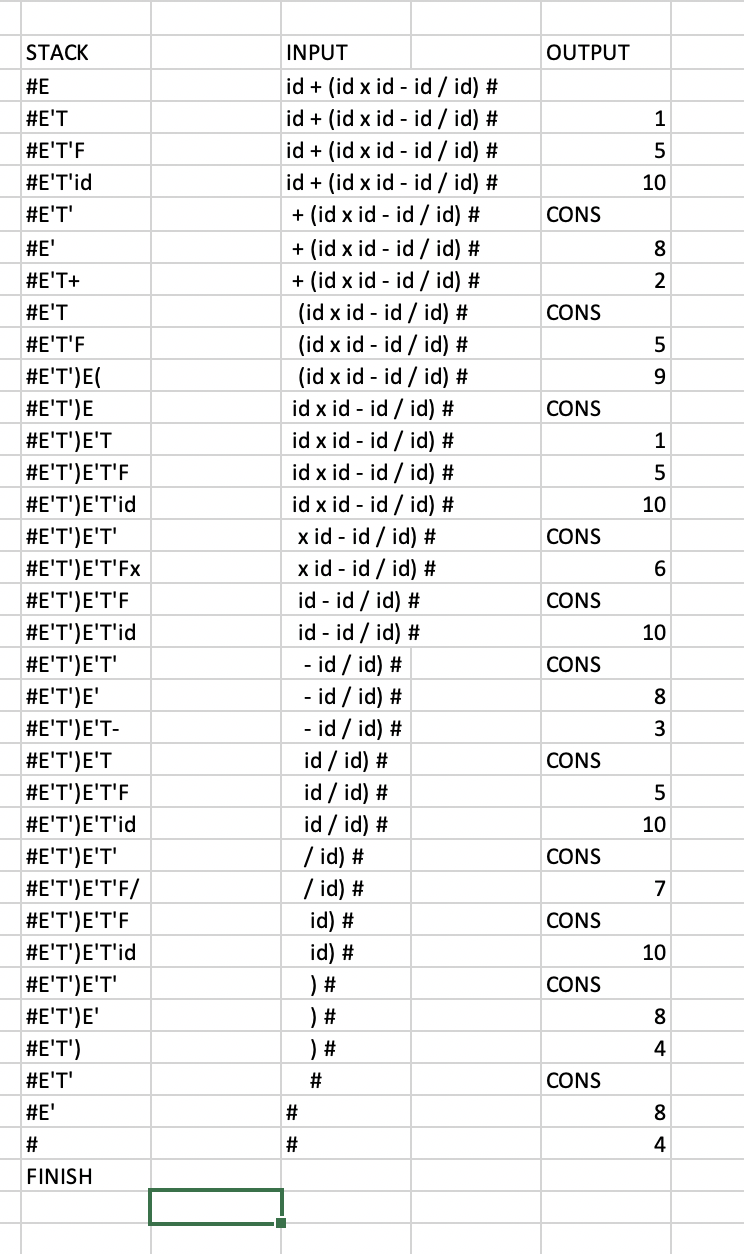 STACK INPUT OUTPUT
#E id + (id x id - id / id) #
#E'T id + (id x id - id / id) # 1
#E'T'F id + (id x id - id / id) # 5
#E'T'id id + (id x id - id / id) # 10
#E'T' + (id x id - id / id) # CONS
#E' + (id x id - id / id) # 8
#E'T+ + (id x id - id / id) # 2
#E'T (id x id - id / id) # CONS
#E'T'F (id x id - id / id) # 5
#E'T')E( (id x id - id / id) # 9
#E'T')E id x id - id / id) # CONS
#E'T')E'T id x id - id / id) # 1
#E'T')E'T'F id x id - id / id) # 5
#E'T')E'T'id id x id - id / id) # 10
#E'T')E'T' x id - id / id) # CONS
#E'T')E'T'Fx x id - id / id) # 6
#E'T')E'T'F id - id / id) # CONS
#E'T')E'T'id id - id / id) # 10
#E'T')E'T' - id / id) # CONS
#E'T')E' - id / id) # 8
#E'T')E'T- - id / id) # 3
#E'T')E'T id / id) # CONS
#E'T')E'T'F id / id) # 5
#E'T')E'T'id id / id) # 10
#E'T')E'T' / id) # CONS
#E'T')E'T'F/ / id) # 7
#E'T')E'T'F id) # CONS
#E'T')E'T'id id) # 10
#E'T')E'T' ) # CONS
#E'T')E' ) # 8
#E'T') ) # 4
#E'T' # CONS
#E' # 8
# # 4
FINISH